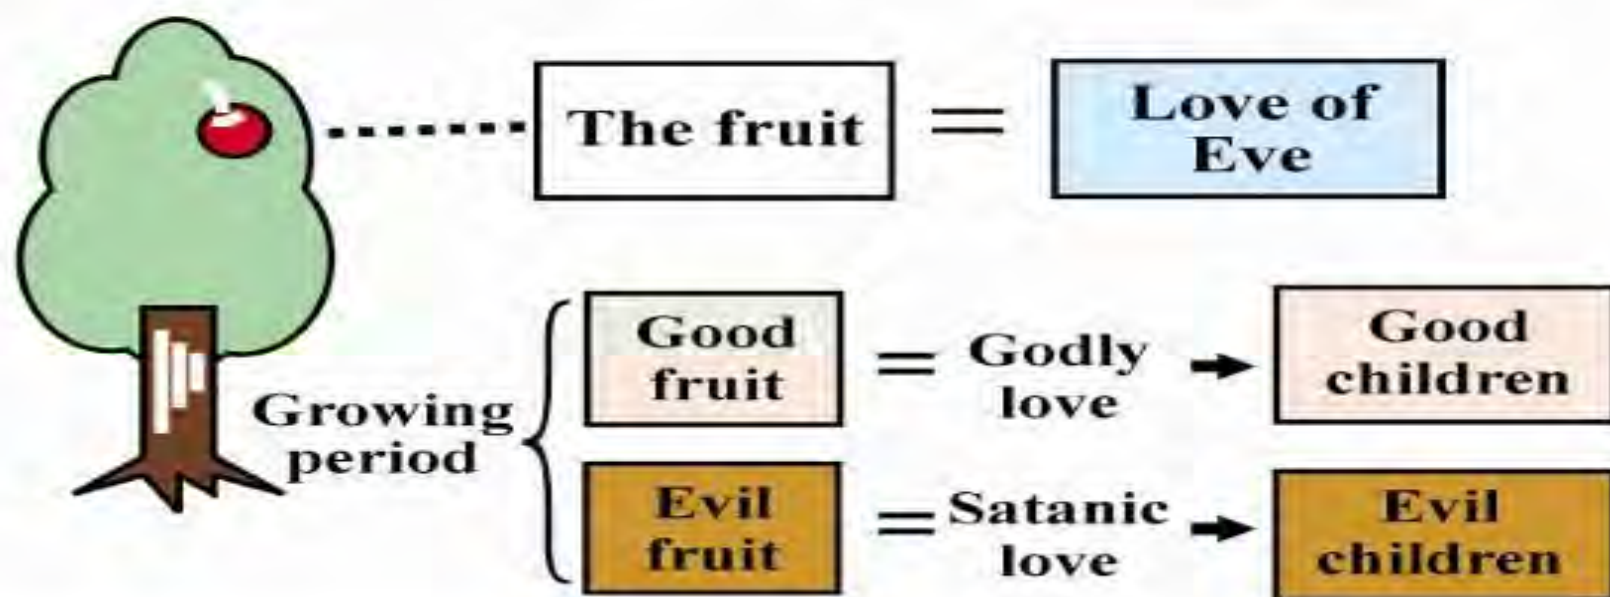 The fruit = Love of
Eve
Growing
period
Good
fruit
= Godly
love
Good
children
Evil
fruit
= Satanic
love
Evil
children